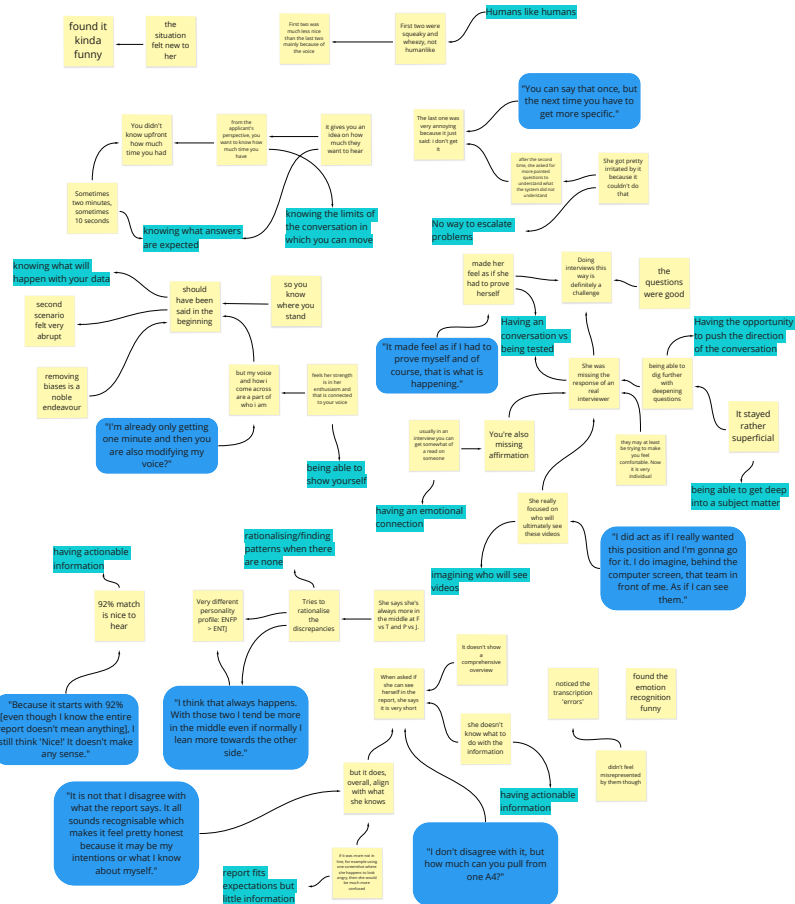 found it
kinda
funny
the
situation
felt new to
her
First two was
much less nice
than the last two
mainly because of
the voice
First two were
squeaky and
wheezy, not
humanlike
Humans like humans
"You can say that once, but
the next time you have to
get more specific."
You didn't
know upfront
how much
time you had
from the
applicant's
perspective, you
want to know how
much time you
have
it gives you an
idea on how
much they
want to hear
The last one was
very annoying
because it just
said: i don't get
it
after the second
time, she asked for
more pointed
questions to
understand what
the system did not
understand
She got pretty
irritated by it
because it
couldn't do
that
Sometimes
two minutes,
sometimes
10 seconds
knowing what answers
are expected
knowing the limits of
the conversation in
which you can move
No way to escalate
problems
knowing what will
happen with your data
should
have been
said in the
beginning
so you
know
where you
stand
second
scenario
felt very
abrupt
removing
biases is a
noble
endeavour
made her
feel as if she
had to prove
herself
Doing
interviews this
way is
definitely a
challenge
the
questions
were good
Having an
conversation vs
being tested
Having the opportunity
to push the direction
of the conversation
"It made feel as if I had to
prove myself and of
course, that is what is
happening."
but my voice
and how i
come across
are a part of
who i am
feels her strength
is in her
enthusiasm and
that is connected
to your voice
She was
missing the
response of an
real
interviewer
being able to
dig further
with
deepening
questions
It stayed
rather
superficial
"I'm already only getting
one minute and then you
are also modifying my
voice?"
usually in an
interview you can
get somewhat of
a read on
someone
You're also
missing
affirmation
they may at least
be trying to make
you feel
comfortable. Now
it is very
individual
being able to
show yourself
being able to get deep
into a subject matter
having an emotional
connection
She really
focused on
who will
ultimately see
these videos
"I did act as if I really wanted
this position and I'm gonna go
for it. I do imagine, behind the
computer screen, that team in
front of me. As if I can see
them."
imagining who will see
videos
having actionable
information
rationalising/finding
patterns when there
are none
92% match
is nice to
hear
Very different
personality
profile: ENFP
> ENTJ
Tries to
rationalise
the
discrepancies
She says she's
always more in
the middle at F
vs T and P vs J.
"Because it starts with 92%
[even though I know the entire
report doesn't mean anything], I
still think 'Nice!' It doesn't make
any sense."
"I think that always happens.
With those two I tend be more
in the middle even if normally I
lean more towards the other
side."
It doesn't show
a
comprehensive
overview
When asked if
she can see
herself in the
report, she says
it is very short
she doesn't
know what to
do with the
information
noticed the
transcription
'errors'
found the
emotion
recognition
funny
didn't feel
misrepresented
by them though
having actionable
information
but it does,
overall, align
with what
she knows
"It is not that I disagree with
what the report says. It all
sounds recognisable which
makes it feel pretty honest
because it may be my
intentions or what I know
about myself."
If it was more not in
line, for example using
one screenshot where
she happens to look
angry, then she would
be much more
confused
report fits
expectations but
little information
"I don't disagree with it, but
how much can you pull from
one A4?"